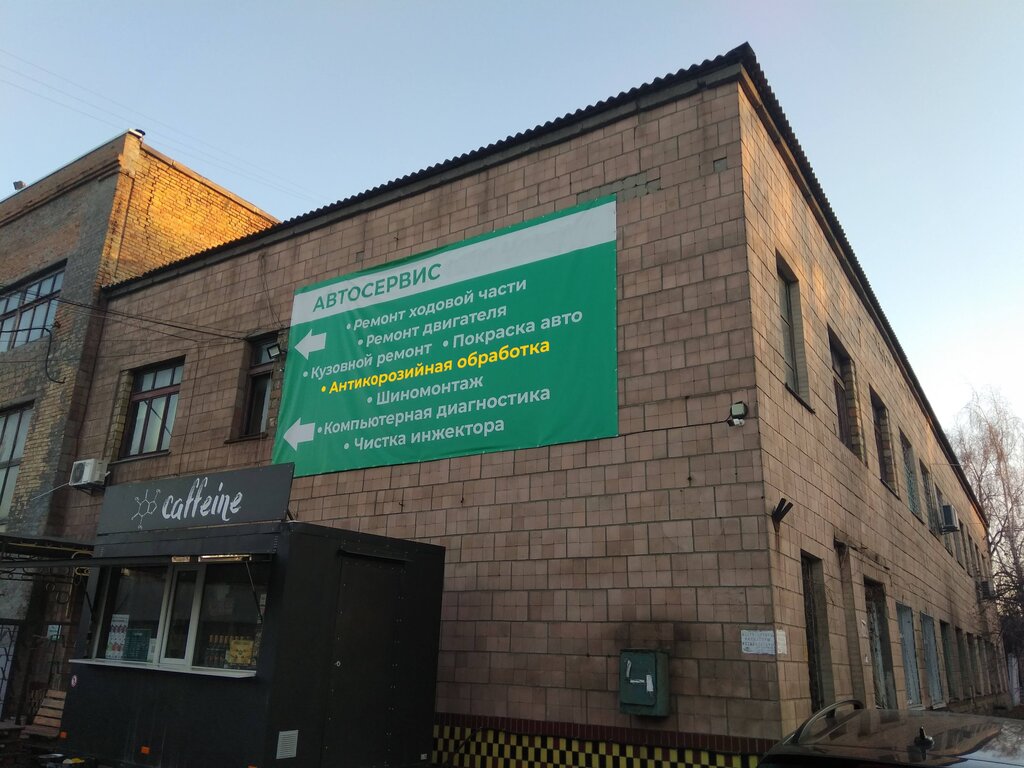 АВТОСЕРВИС
• Ремонт ходовой части
• Ремонт двигателя
• Кузовной ремонт • Покраска авто
• Антикорозийная обработка
• Шиномонтаж
• Компьютерная диагностика
• Чистка инжектора
caffeine